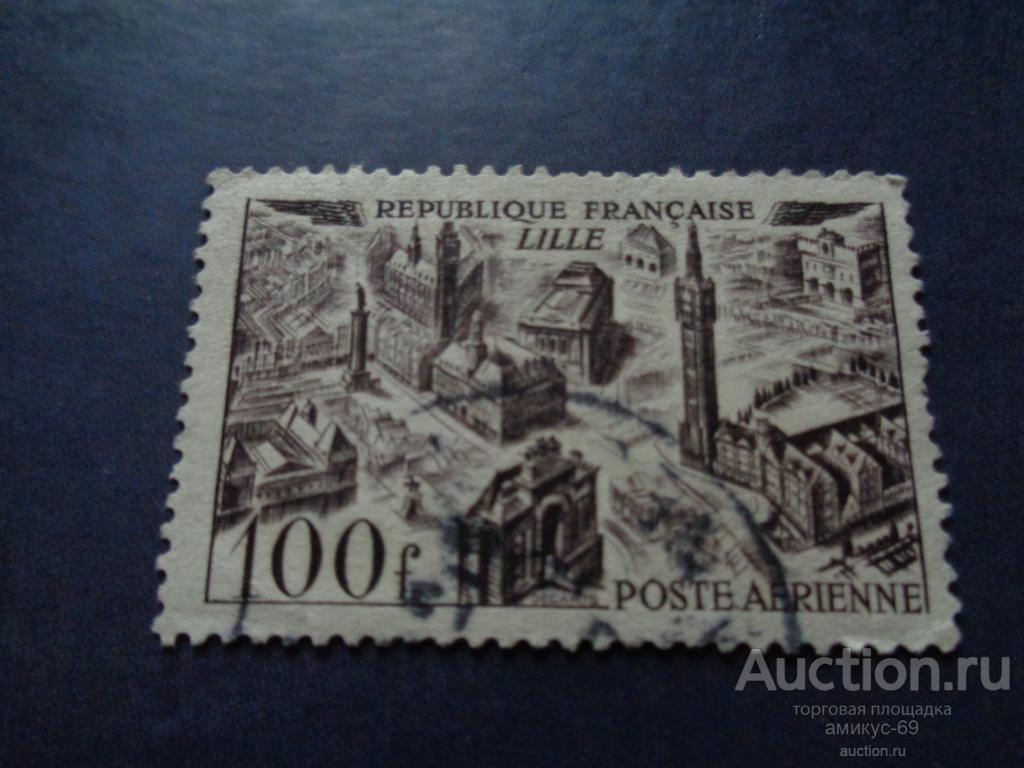 REPUBLIQUE FRANÇAISE
LILLE
100f
POSTE AERIENNE
Auction.ru
торговая площадка
амикус-69
auction.ru